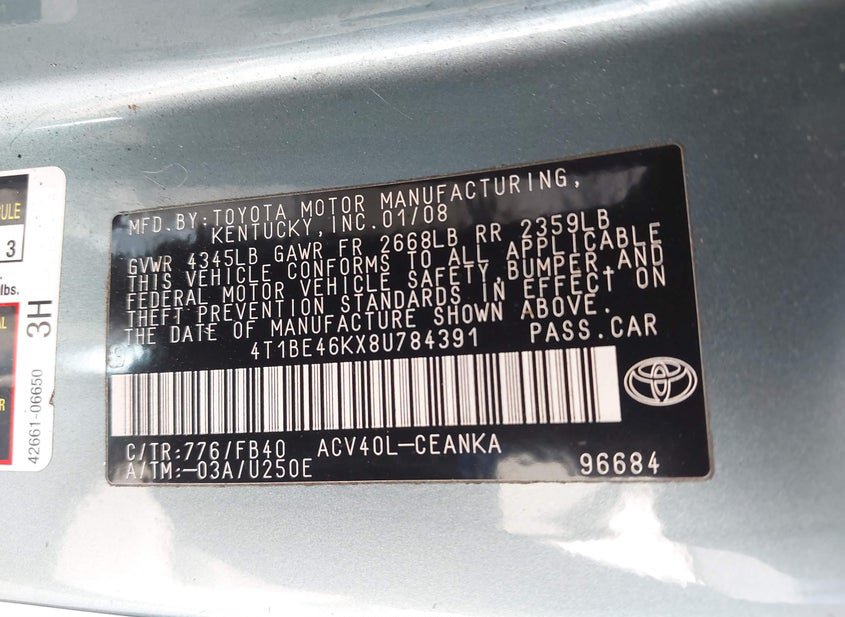 MFD.BY:TOYOTA MOTOR MANUFACTURING,
KENTUCKY,INC.01/08
GVWR 4345LB GAWR FR 2668LB RR 2359LB
THIS VEHICLE CONFORMS TO ALL APPLICABLE
FEDERAL MOTOR VEHICLE SAFETY,BUMPER,AND
THEFT PREVENTION STANDARDS IN EFFECT ON
THE DATE OF MANUFACTURE SHOWN ABOVE.
4T1BE46KX8U784391 PASS.CAR
C/TR:776/FB40 ACV40L-CEANKA
A/TM:-03A/U250E 96684
3
lbs.
3H
42661-06650